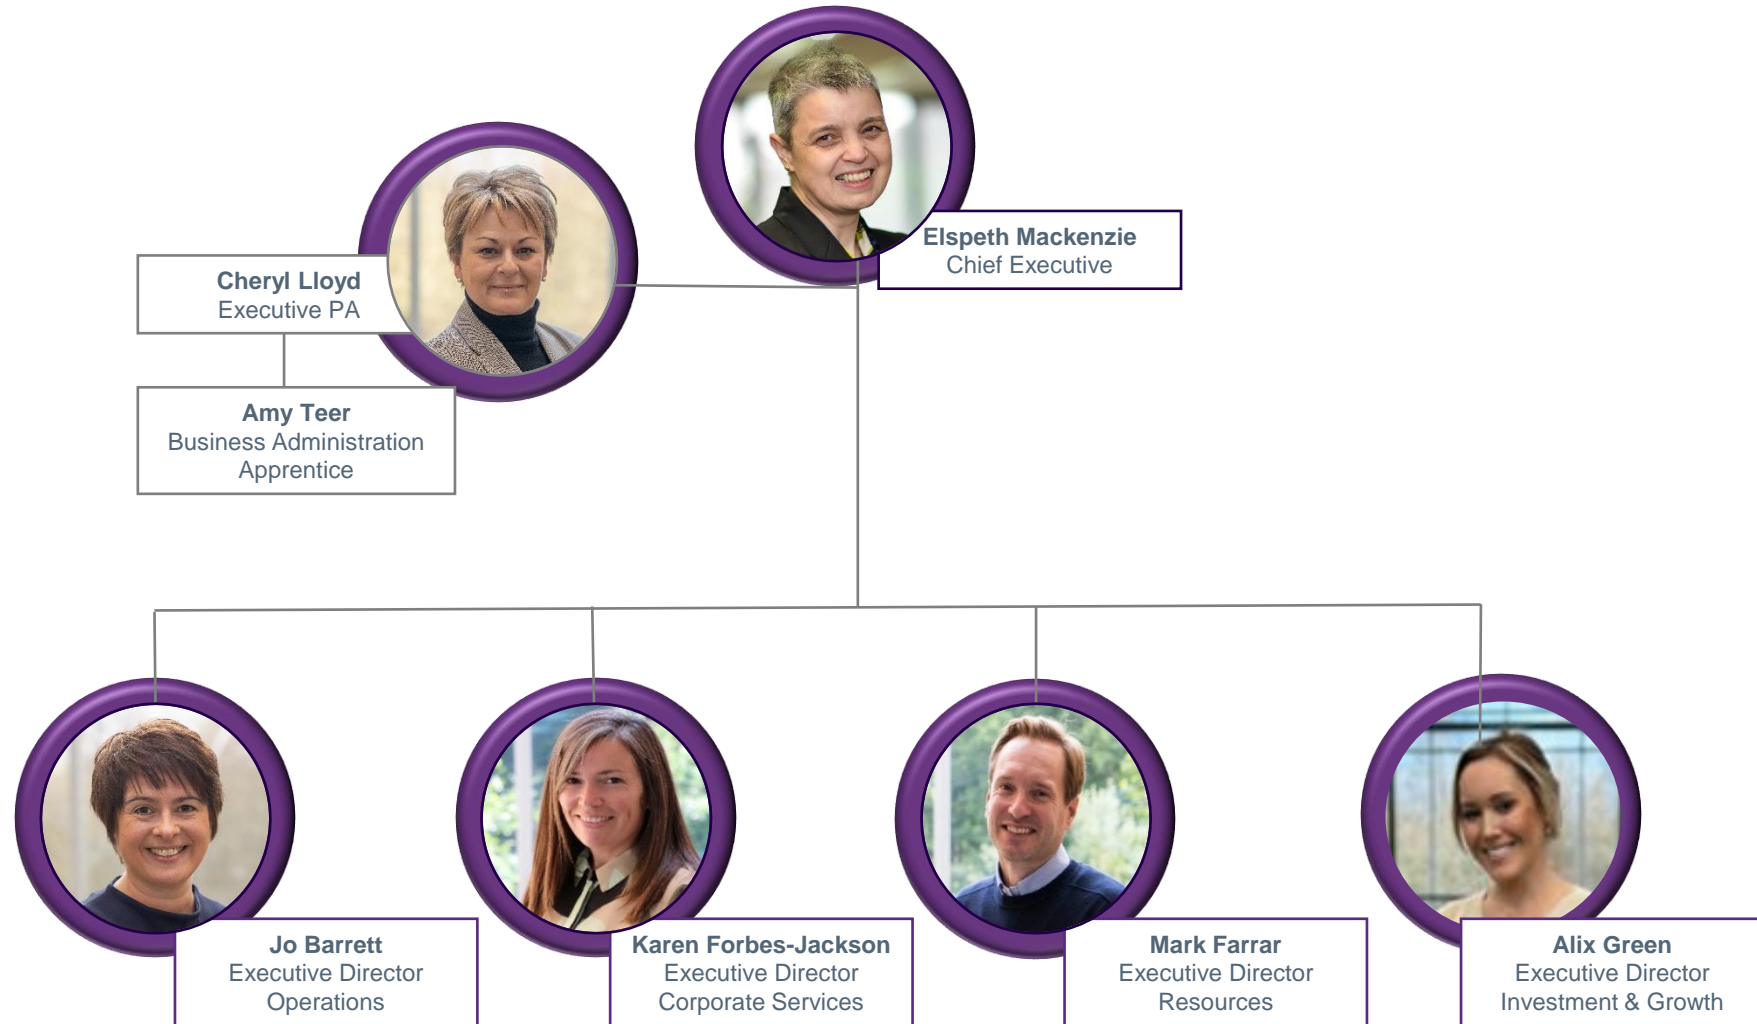 Elspeth Mackenzie
Chief Executive
Cheryl Lloyd
Executive PA
Amy Teer
Business Administration
Apprentice
Jo Barrett
Executive Director
Operations
Karen Forbes-Jackson
Executive Director
Corporate Services
Mark Farrar
Executive Director
Resources
Alix Green
Executive Director
Investment & Growth